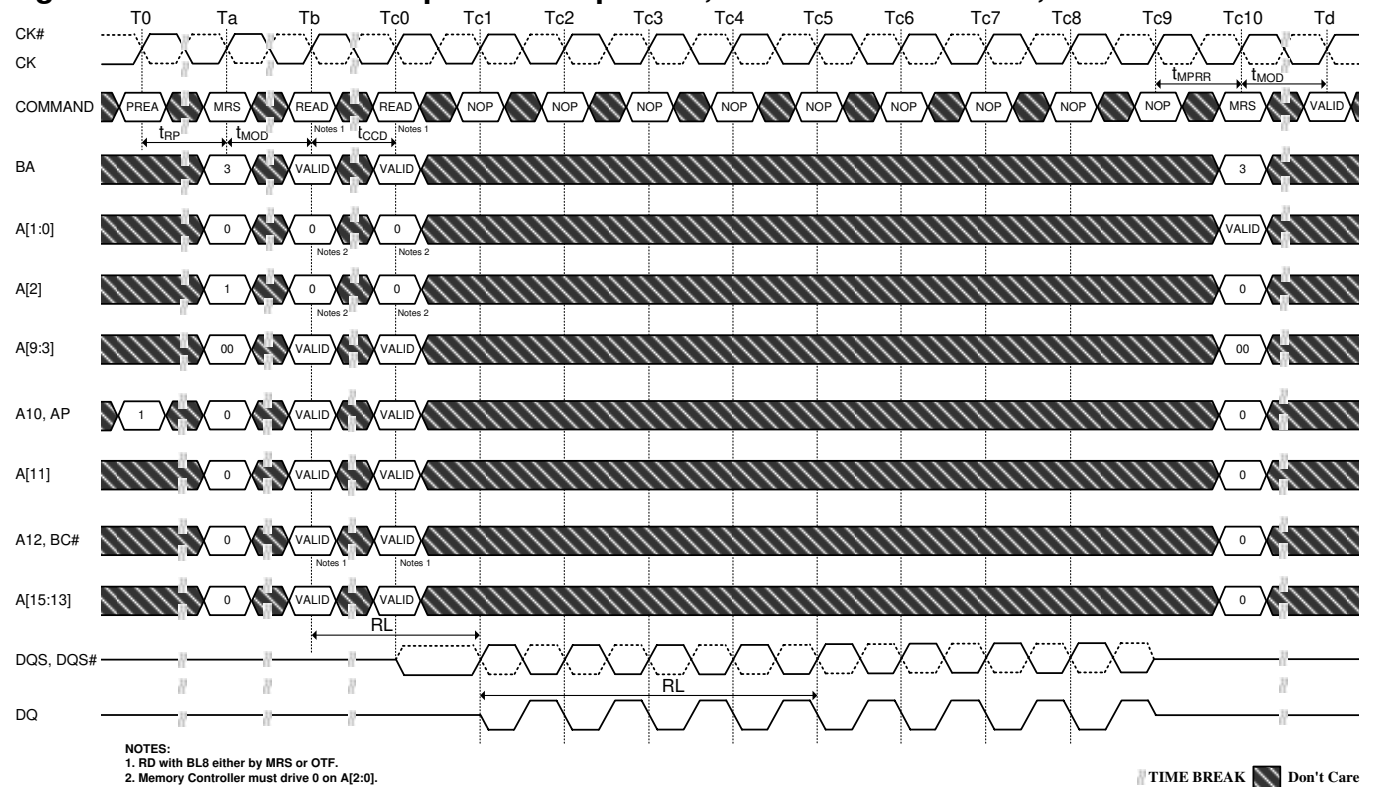 T0 Ta Tb Tc0 Tc1 Tc2 Tc3 Tc4 Tc5 Tc6 Tc7 Tc8 Tc9 Tc10 Td
CK#
CK
tMPRR tMOD
COMMAND PREA MRS READ READ NOP NOP NOP NOP NOP NOP NOP NOP NOP MRS VALID
Notes 1 Notes 1
tRP tMOD tCCD
BA 3 VALID VALID 3
A[1:0] 0 0 0 VALID
Notes 2 Notes 2
A[2] 1 0 0 0
Notes 2 Notes 2
A[9:3] 00 VALID VALID 00
A10, AP 1 0 VALID VALID 0
A[11] 0 VALID VALID 0
A12, BC# 0 VALID VALID 0
Notes 1 Notes 1
A[15:13] 0 VALID VALID 0
RL
DQS, DQS#
RL
DQ
NOTES:
1. RD with BL8 either by MRS or OTF.
2. Memory Controller must drive 0 on A[2:0].
TIME BREAK Don't Care